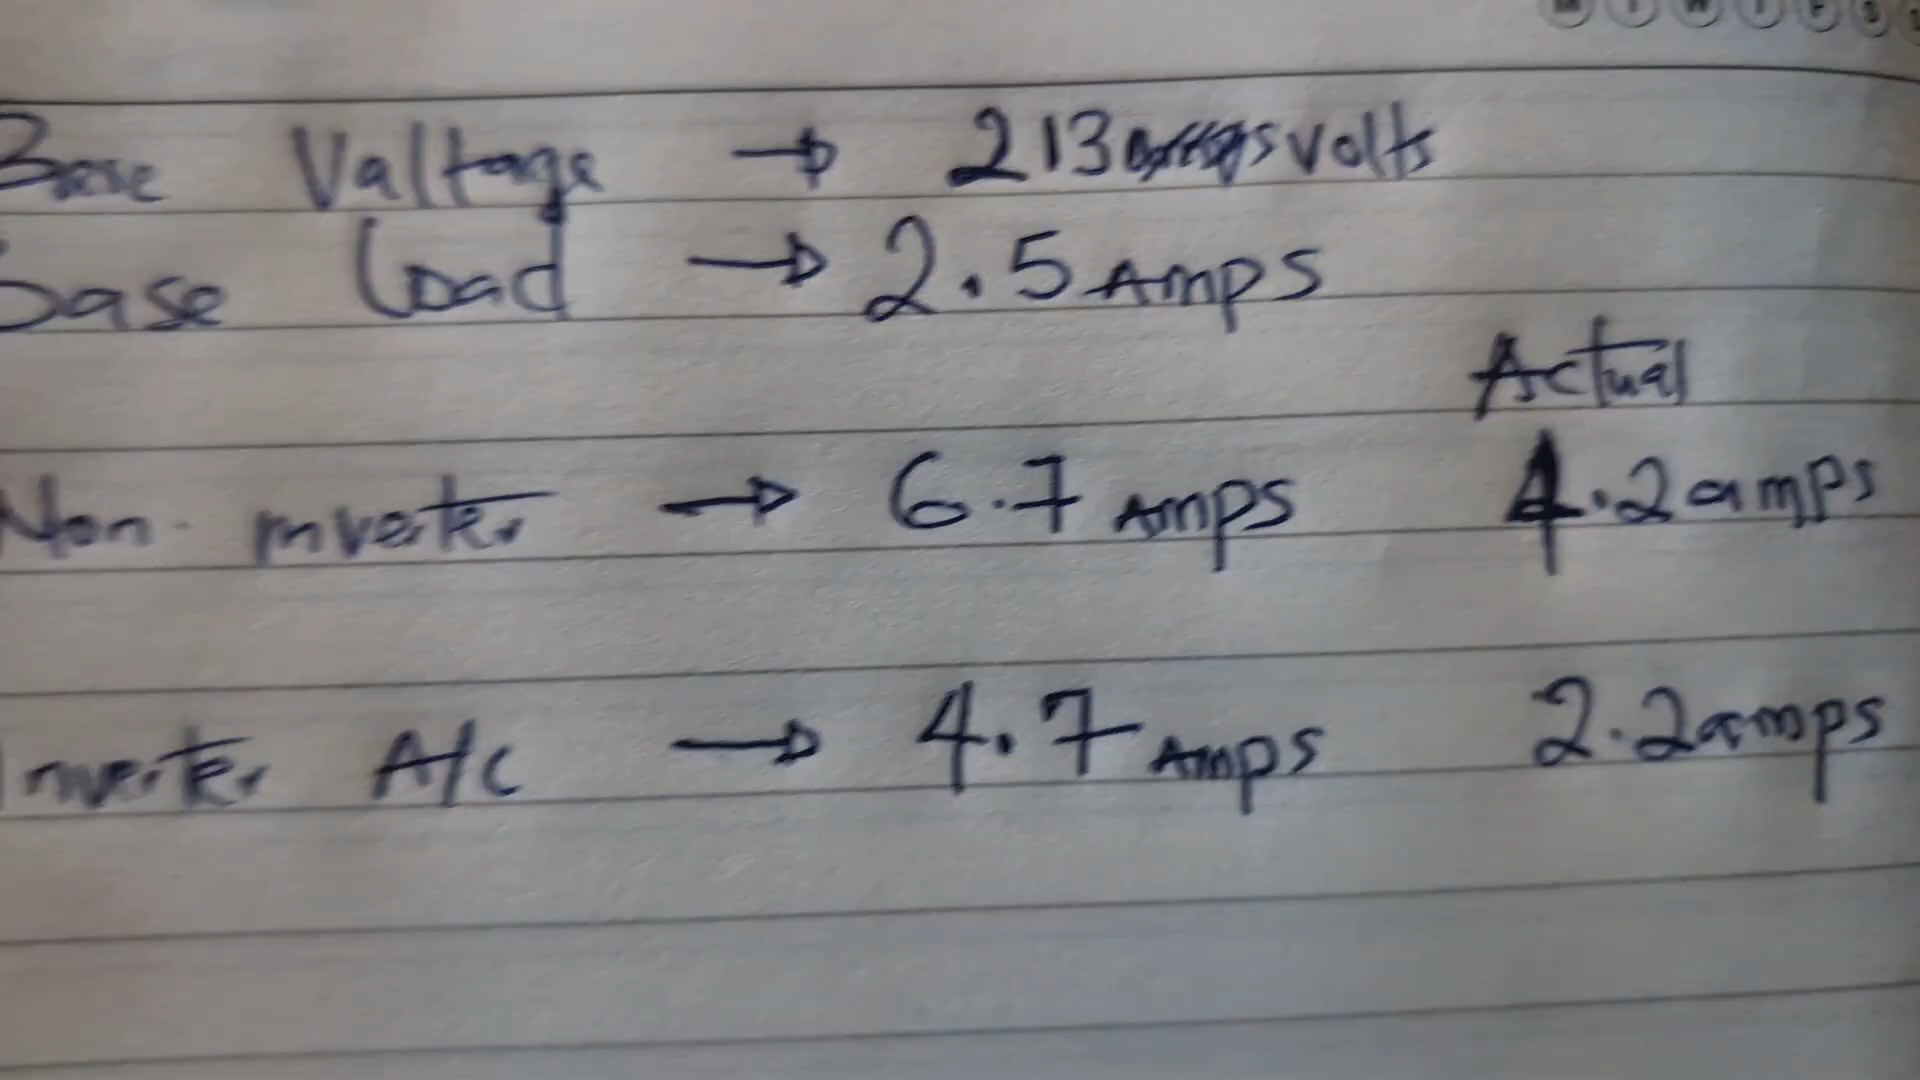 Base Valtage → 213 volts
Base Load → 2.5 Amps
Actual
Non-inverter → 6.7 Amps 4.2 amps
Inverter A/C → 4.7 Amps 2.2 amps